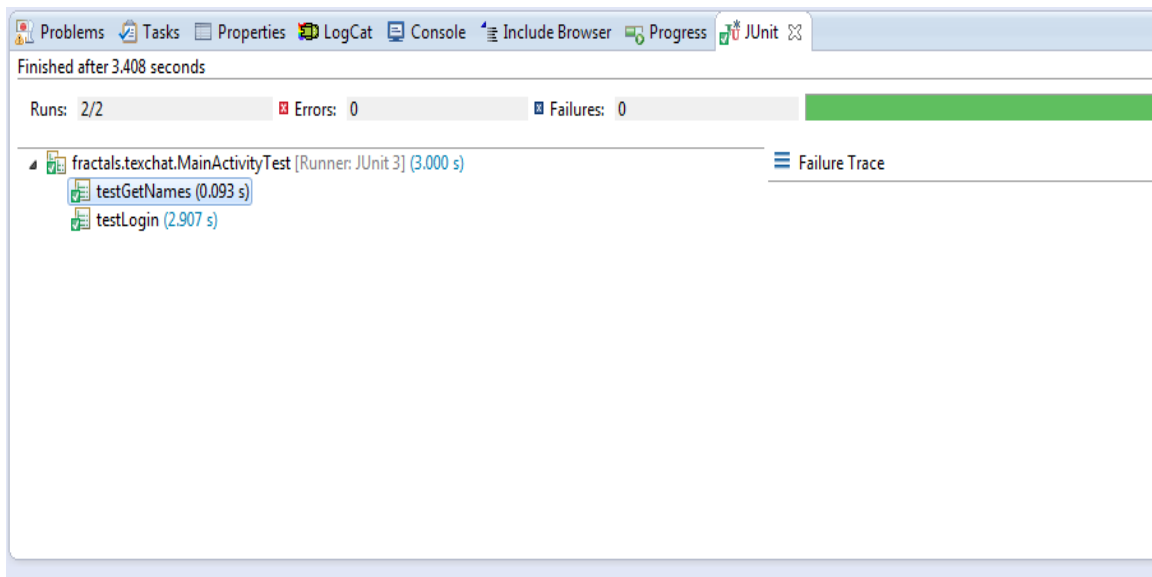 Problems Tasks Properties LogCat Console Include Browser Progress JUnit
Finished after 3.408 seconds
Runs: 2/2 Errors: 0 Failures: 0
fractals.texchat.MainActivityTest [Runner: JUnit 3] (3.000 s)
testGetNames (0.093 s)
testLogin (2.907 s)
Failure Trace